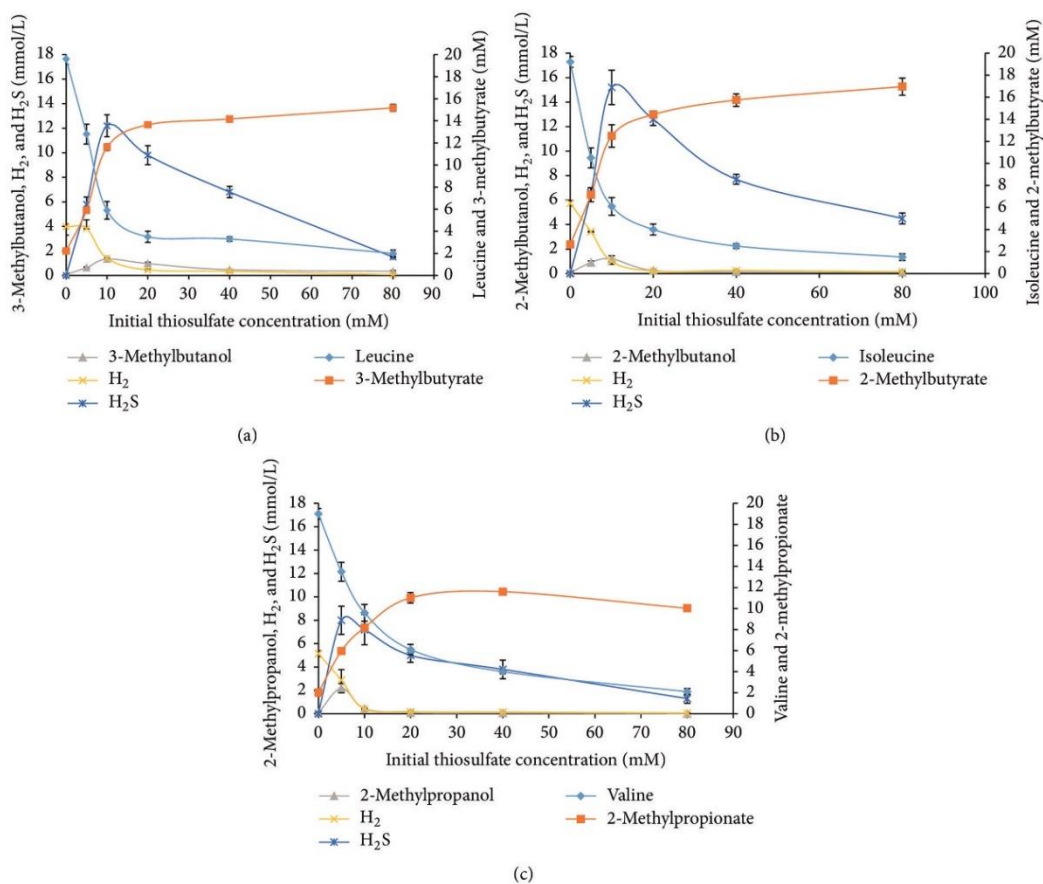 3-Methylbutanol, H₂, and H₂S (mmol/L)
18
16
14
12
10
8
6
4
2
0
20
18
16
14
12
10
8
6
4
2
0
Leucine and 3-methylbutyrate (mM)
0 10 20 30 40 50 60 70 80 90
Initial thiosulfate concentration (mM)
3-Methylbutanol
H₂
H₂S
Leucine
3-Methylbutyrate
(a)
2-Methylbutanol, H₂, and H₂S (mmol/L)
18
16
14
12
10
8
6
4
2
0
20
18
16
14
12
10
8
6
4
2
0
Isoleucine and 2-methylbutyrate (mM)
0 20 40 60 80 100
Initial thiosulfate concentration (mM)
2-Methylbutanol
H₂
H₂S
Isoleucine
2-Methylbutyrate
(b)
2-Methylpropanol, H₂, and H₂S (mmol/L)
18
16
14
12
10
8
6
4
2
0
20
18
16
14
12
10
8
6
4
2
0
Valine and 2-methylpropionate
0 10 20 30 40 50 60 70 80 90
Initial thiosulfate concentration (mM)
2-Methylpropanol
H₂
H₂S
Valine
2-Methylpropionate
(c)